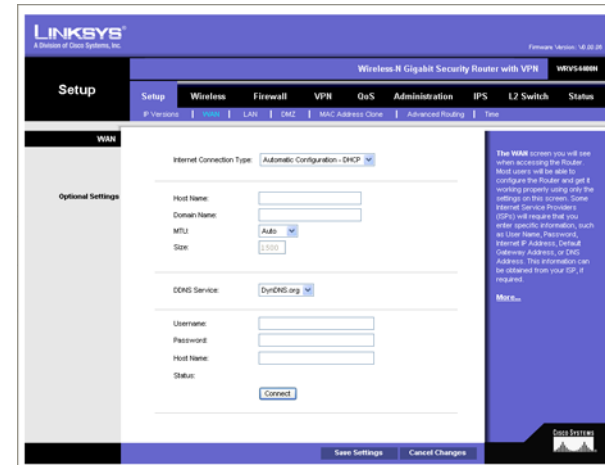 LINKSYS®
A Division of Cisco Systems, Inc.
Firmware Version: V1.00.06
Wireless-N Gigabit Security Router with VPN WRVS4400N
Setup
Setup Wireless Firewall VPN QoS Administration IPS L2 Switch Status
IP Versions | WAN | LAN | DMZ | MAC Address Clone | Advanced Routing | Time
WAN
Internet Connection Type: Automatic Configuration - DHCP
Optional Settings
Host Name:
Domain Name:
MTU: Auto
Size: 1500
DDNS Service: DynDNS.org
Username:
Password:
Host Name:
Status:
Connect
The WAN screen you will see
when accessing the Router.
Most users will be able to
configure the Router and get it
working properly using only the
settings on this screen. Some
Internet Service Providers
(ISPs) will require that you
enter specific information, such
as User Name, Password,
Internet IP Address, Default
Gateway Address, or DNS
Address. This information can
be obtained from your ISP, if
required.
More...
Save Settings Cancel Changes
CISCO SYSTEMS